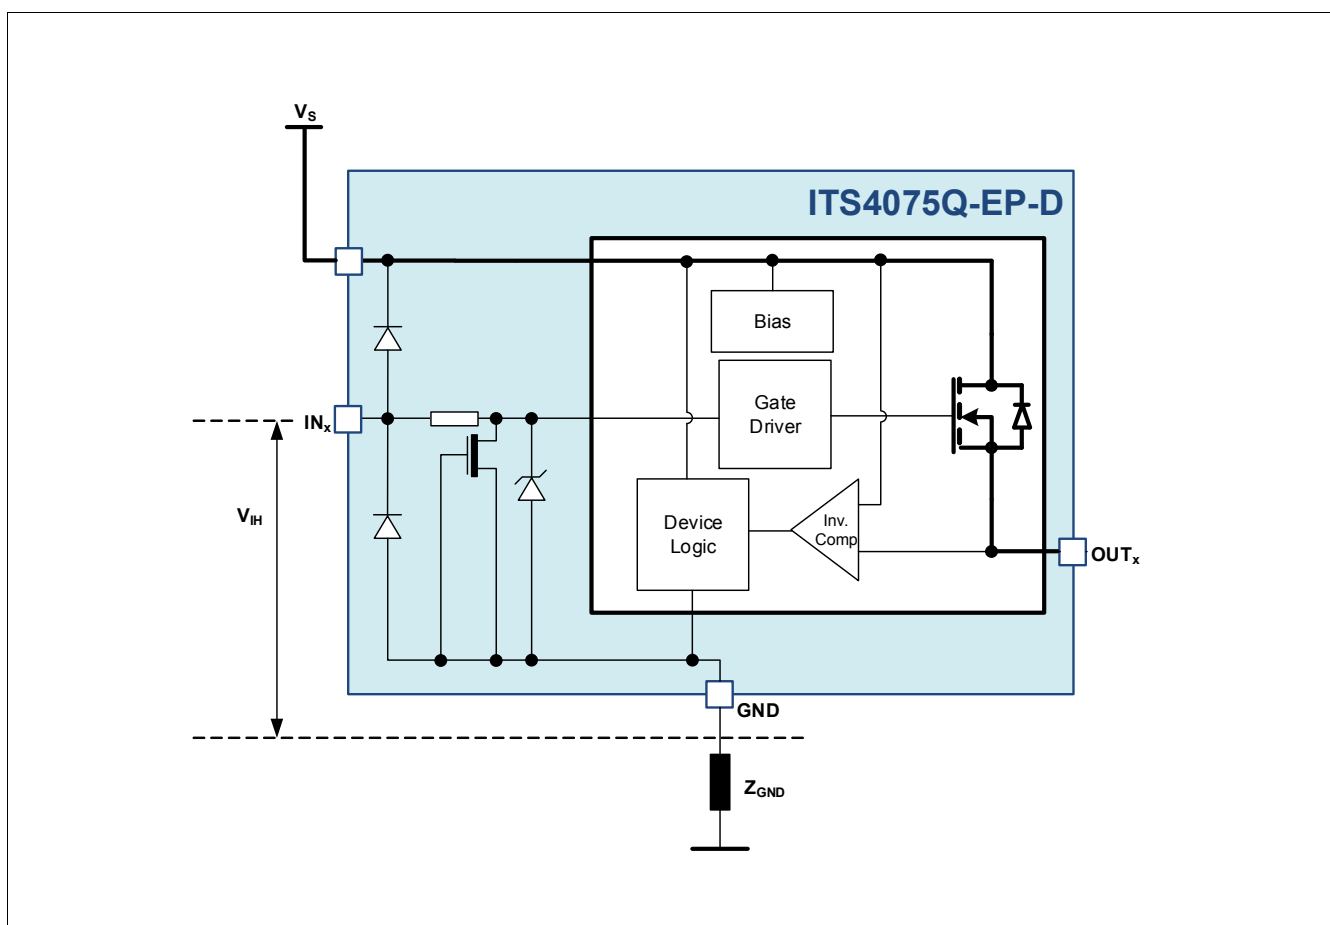 VS
ITS4075Q-EP-D
Bias
INx
Gate
Driver
VIH
Device
Logic
Inv.
Comp
OUTx
GND
ZGND